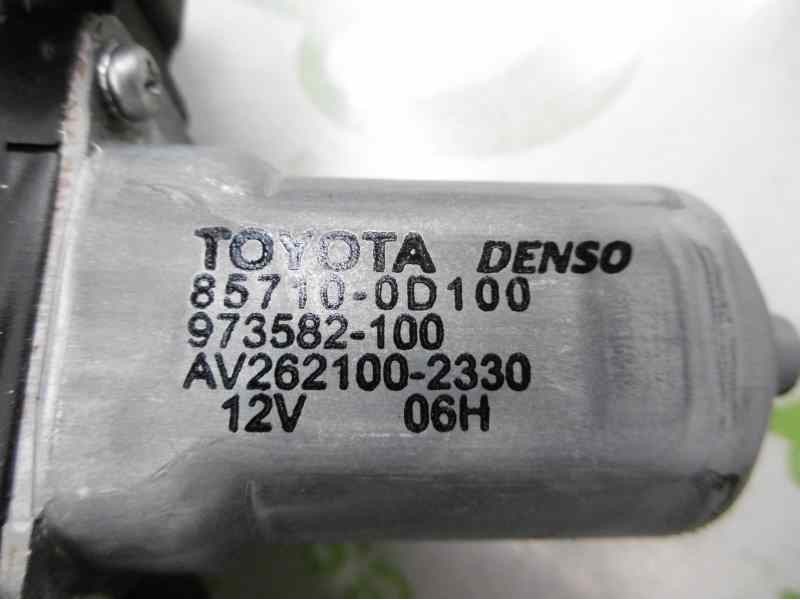 TOYOTA DENSO
85710-0D100
973582-100
AV262100-2330
12V 06H